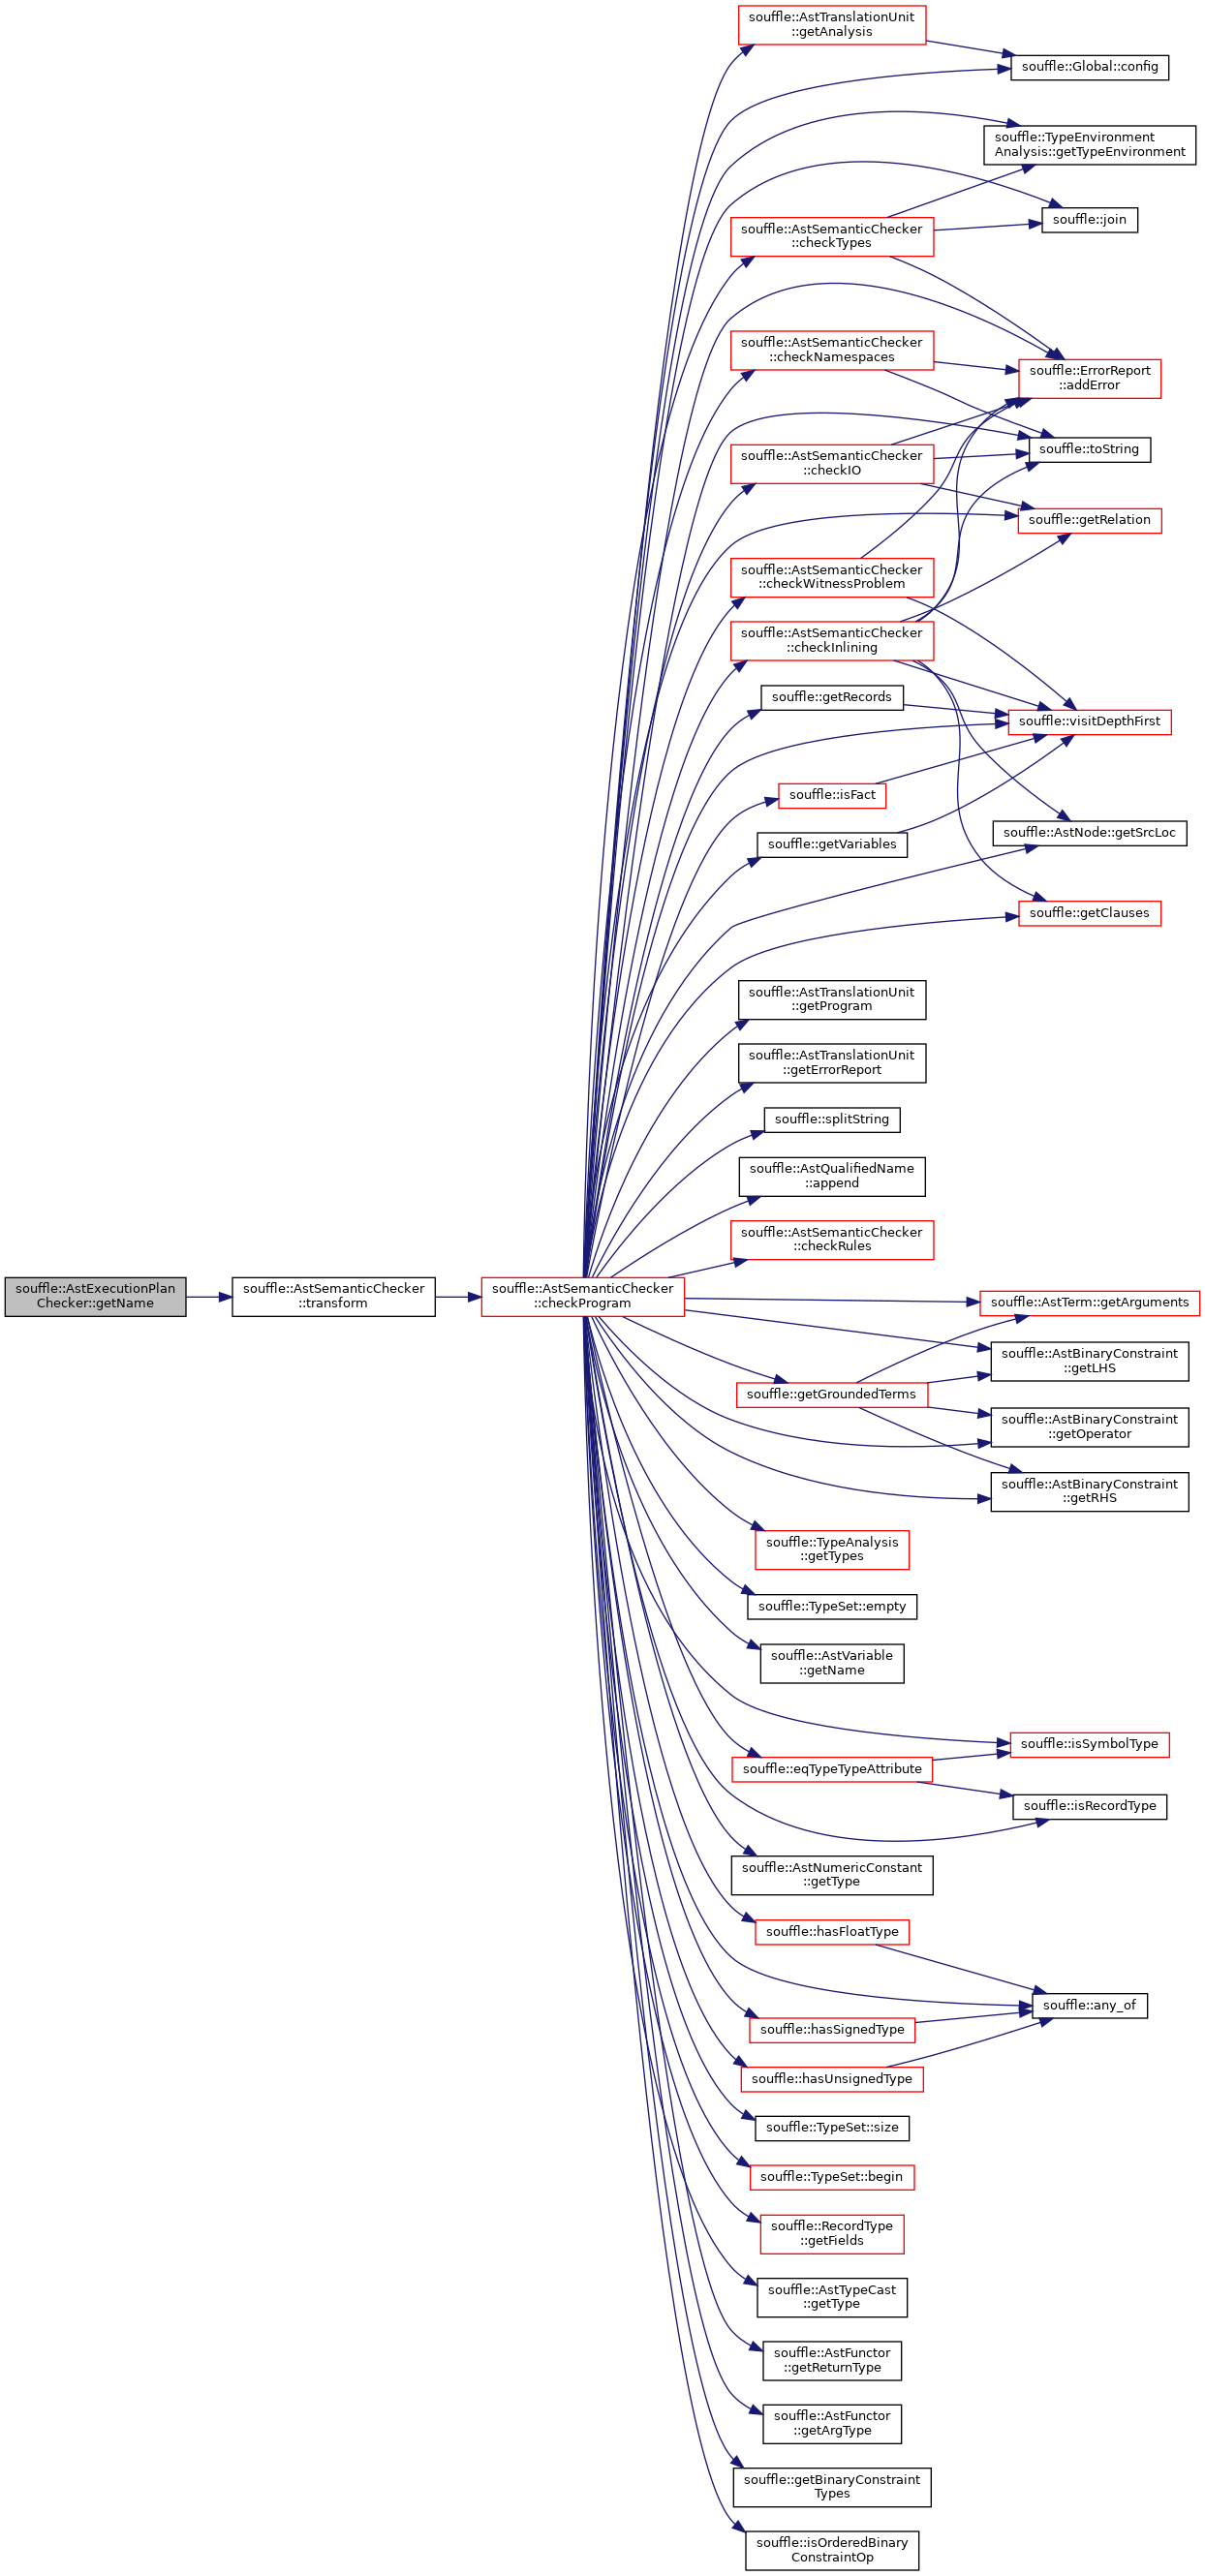 souffle::AstExecutionPlan
Checker::getName
souffle::AstSemanticChecker
::transform
souffle::AstSemanticChecker
::checkProgram
souffle::AstTranslationUnit
::getAnalysis
souffle::Global::config
souffle::TypeEnvironment
Analysis::getTypeEnvironment
souffle::join
souffle::AstSemanticChecker
::checkTypes
souffle::AstSemanticChecker
::checkNamespaces
souffle::ErrorReport
::addError
souffle::toString
souffle::AstSemanticChecker
::checkIO
souffle::getRelation
souffle::AstSemanticChecker
::checkWitnessProblem
souffle::AstSemanticChecker
::checkInlining
souffle::getRecords
souffle::visitDepthFirst
souffle::isFact
souffle::getVariables
souffle::AstNode::getSrcLoc
souffle::getClauses
souffle::AstTranslationUnit
::getProgram
souffle::AstTranslationUnit
::getErrorReport
souffle::splitString
souffle::AstQualifiedName
::append
souffle::AstSemanticChecker
::checkRules
souffle::AstTerm::getArguments
souffle::AstBinaryConstraint
::getLHS
souffle::getGroundedTerms
souffle::AstBinaryConstraint
::getOperator
souffle::AstBinaryConstraint
::getRHS
souffle::TypeAnalysis
::getTypes
souffle::TypeSet::empty
souffle::AstVariable
::getName
souffle::isSymbolType
souffle::eqTypeTypeAttribute
souffle::isRecordType
souffle::AstNumericConstant
::getType
souffle::hasFloatType
souffle::any_of
souffle::hasSignedType
souffle::hasUnsignedType
souffle::TypeSet::size
souffle::TypeSet::begin
souffle::RecordType
::getFields
souffle::AstTypeCast
::getType
souffle::AstFunctor
::getReturnType
souffle::AstFunctor
::getArgType
souffle::getBinaryConstraint
Types
souffle::isOrderedBinary
ConstraintOp